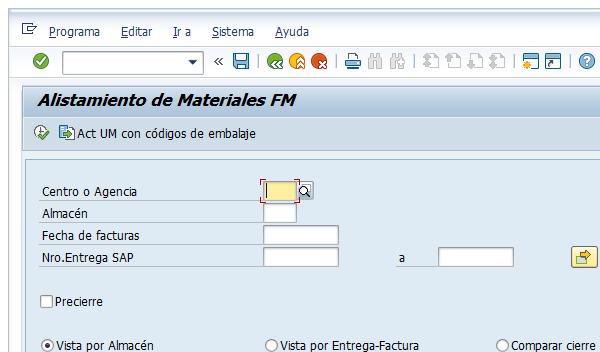 Programa Editar Ir a Sistema Ayuda
Alistamiento de Materiales FM
Act UM con códigos de embalaje
Centro o Agencia
Almacén
Fecha de facturas
Nro.Entrega SAP a
Precierre
Vista por Almacén Vista por Entrega-Factura Comparar cierre